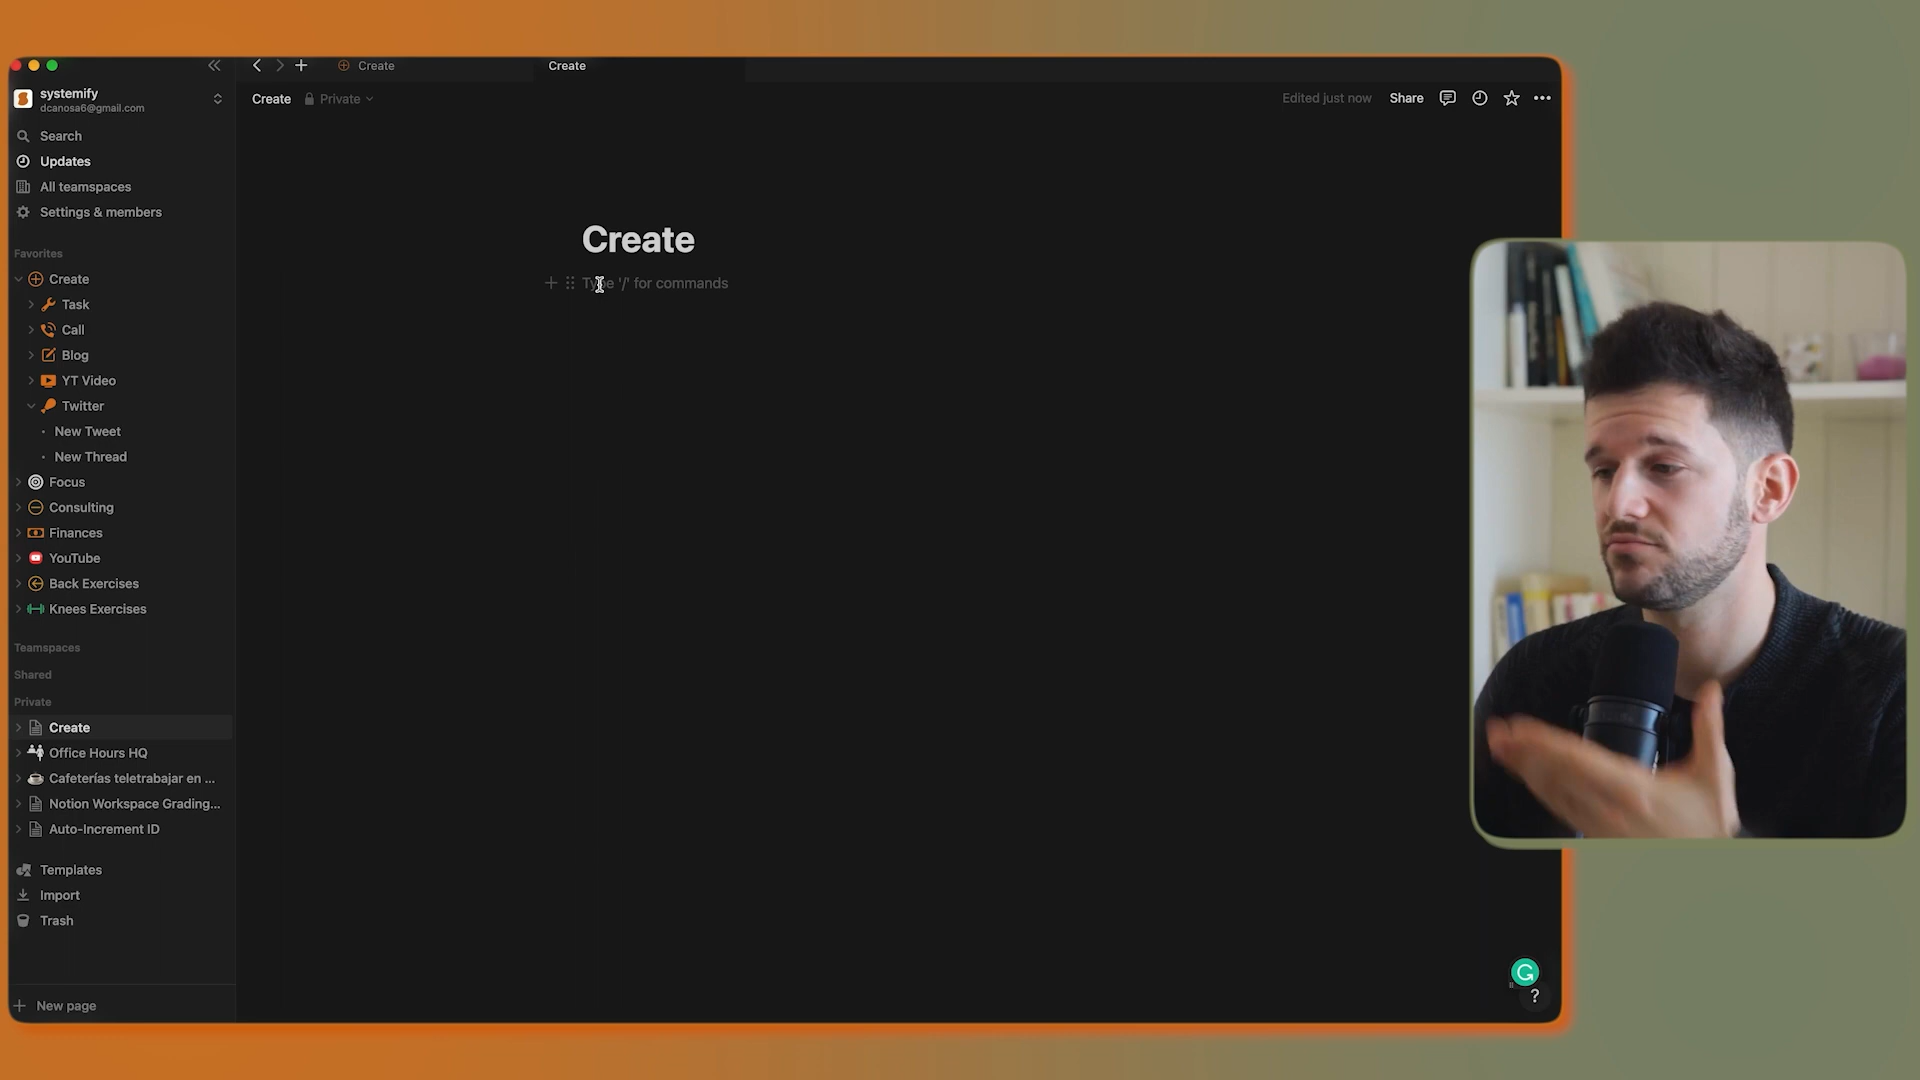 Create
Create
systemify
dcanosa6@gmail.com
Create
Private
Edited just now
Share
Search
Updates
All teamspaces
Settings & members
Favorites
Create
Task
Call
Blog
YT Video
Twitter
New Tweet
New Thread
Focus
Consulting
Finances
YouTube
Back Exercises
Knees Exercises
Teamspaces
Shared
Private
Create
Office Hours HQ
Cafeterías teletrabajar en ...
Notion Workspace Grading...
Auto-Increment ID
Templates
Import
Trash
New page
Create
Type '/' for commands
?